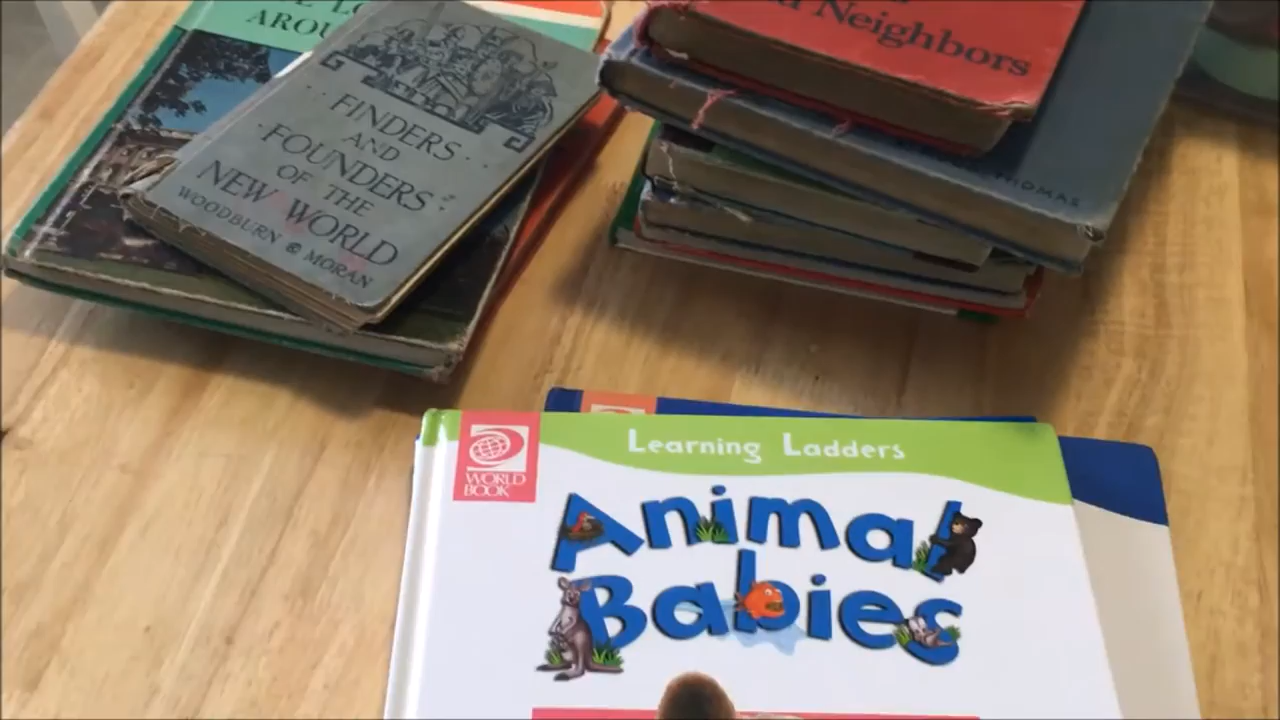 AROU
FINDERS
AND
FOUNDERS
OF THE
NEW WORLD
WOODBURN & MORAN
Neighbors
THOMAS
Learning Ladders
WORLD
BOOK
Animal
Babies